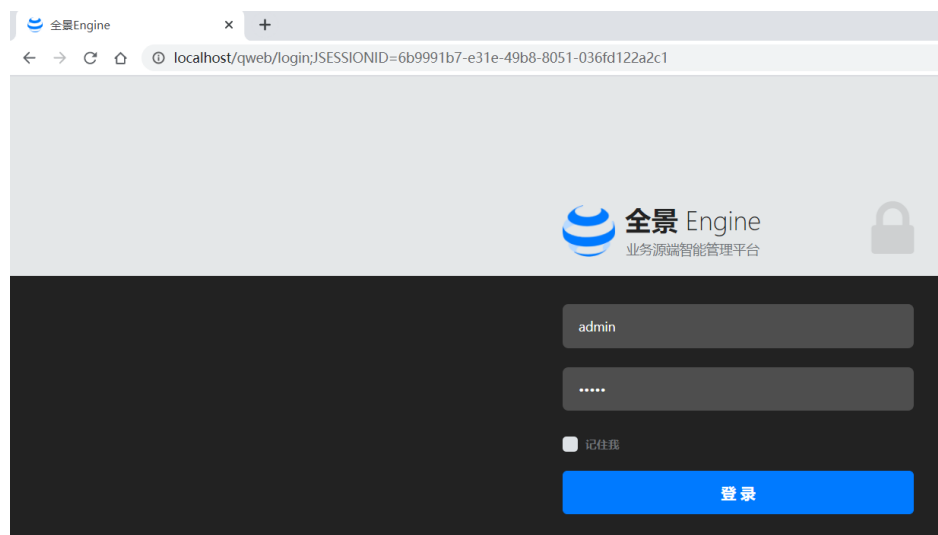 全景Engine
localhost/qweb/login;JSESSIONID=6b9991b7-e31e-49b8-8051-036fd122a2c1
全景 Engine
业务源端智能管理平台
admin
•••••
记住我
登录